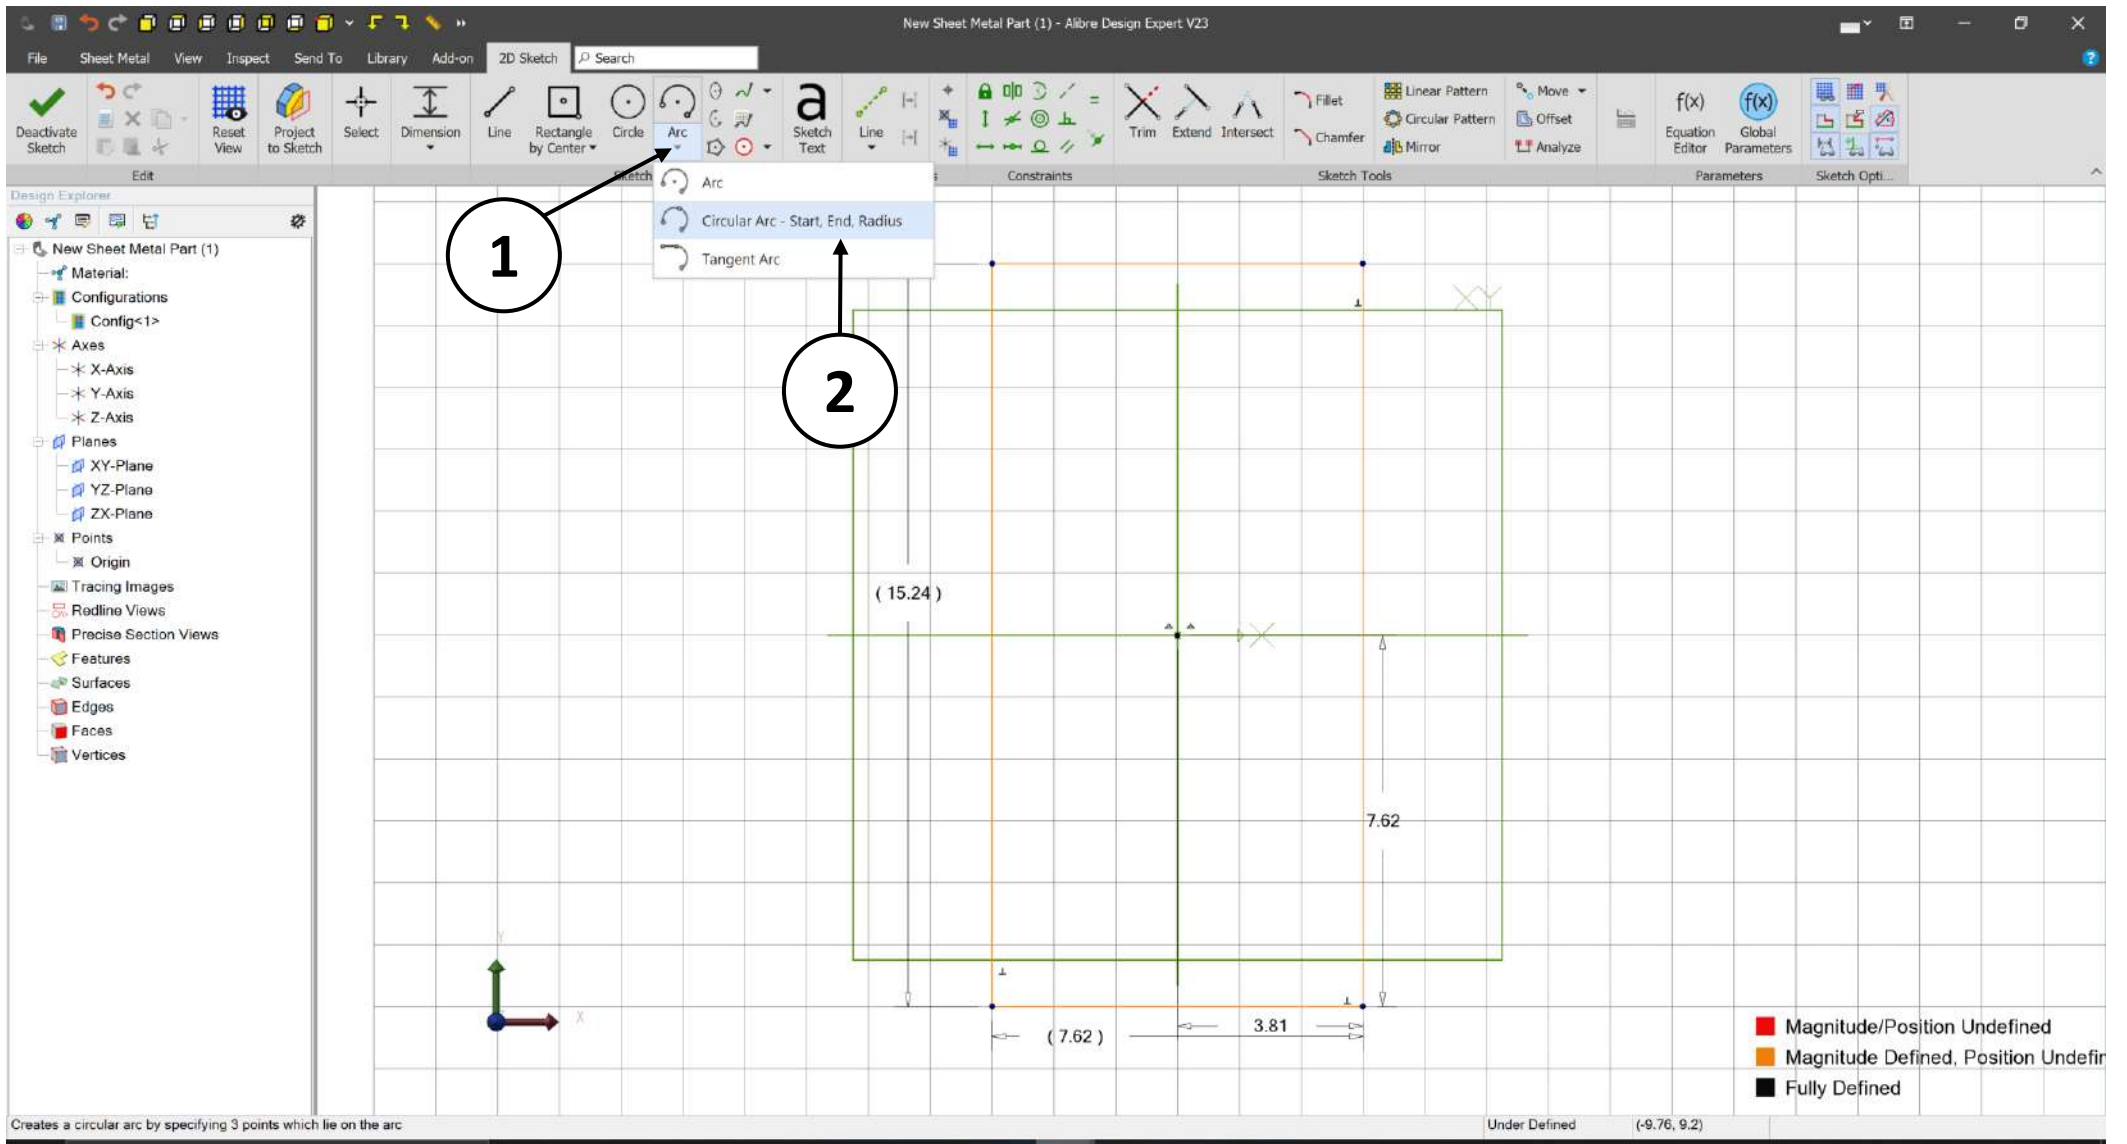 New Sheet Metal Part (1) - Alibre Design Expert V23
File Sheet Metal View Inspect Send To Library Add-on 2D Sketch Search
Deactivate Sketch
Reset View
Project to Sketch
Select
Dimension
Line
Rectangle by Center
Circle
Arc
a
Sketch Text
Line
Trim Extend Intersect
Fillet
Chamfer
Linear Pattern
Circular Pattern
Mirror
Move
Offset
Analyze
f(x)
Equation Editor
f(x)
Global Parameters
Edit
Sketch
Constraints
Sketch Tools
Parameters
Sketch Opti...
Arc
Circular Arc - Start, End, Radius
Tangent Arc
1
2
Design Explorer
New Sheet Metal Part (1)
Material:
Configurations
Config<1>
Axes
X-Axis
Y-Axis
Z-Axis
Planes
XY-Plane
YZ-Plane
ZX-Plane
Points
Origin
Tracing Images
Redline Views
Precise Section Views
Features
Surfaces
Edges
Faces
Vertices
XY
( 15.24 )
X
7.62
3.81
( 7.62 )
Y
X
Magnitude/Position Undefined
Magnitude Defined, Position Undefin
Fully Defined
Creates a circular arc by specifying 3 points which lie on the arc
Under Defined (-9.76, 9.2)